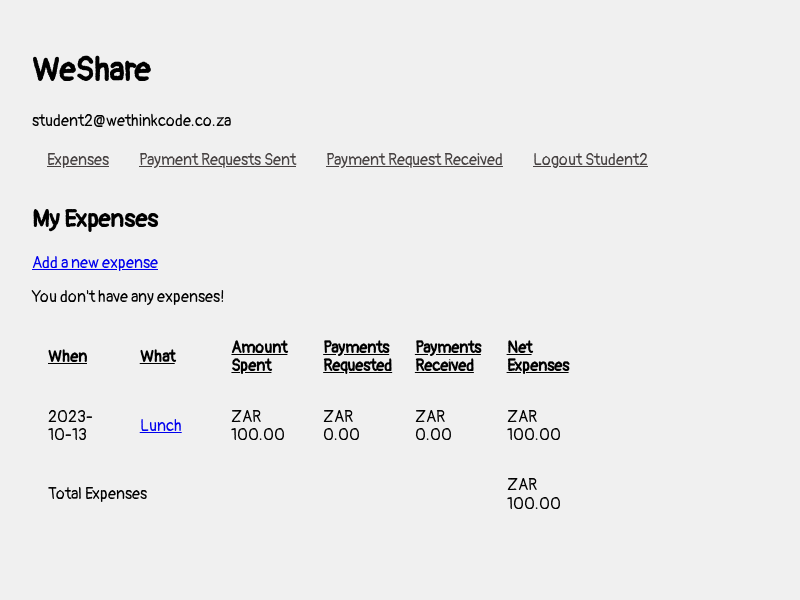 WeShare
student2@wethinkcode.co.za
Expenses Payment Requests Sent Payment Request Received Logout Student2
My Expenses
Add a new expense
You don't have any expenses!
When What Amount Spent Payments Requested Payments Received Net Expenses
2023-10-13 Lunch ZAR 100.00 ZAR 0.00 ZAR 0.00 ZAR 100.00
Total Expenses ZAR 100.00